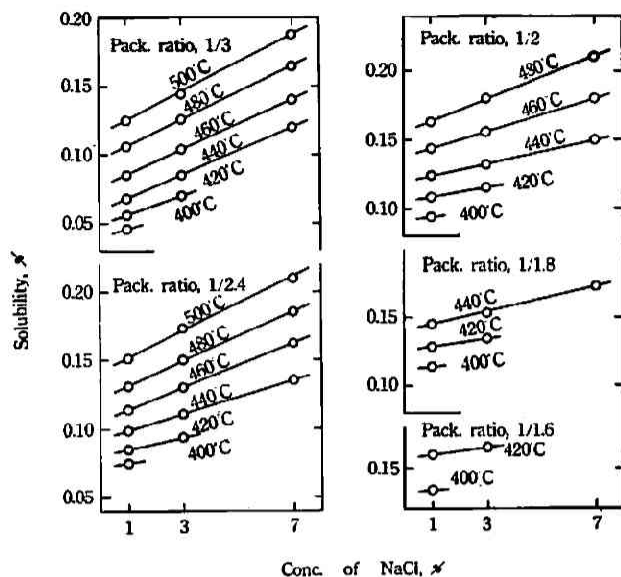 0.20
0.15
0.10
0.05
Pack. ratio, 1/3
500°C
480°C
460°C
440°C
420°C
400°C
0.20
0.15
0.10
0.05
Pack. ratio, 1/2.4
500°C
480°C
460°C
440°C
420°C
400°C
1 3 7
0.20
0.15
0.10
Pack. ratio, 1/2
480°C
460°C
440°C
420°C
400°C
0.15
0.10
Pack. ratio, 1/1.8
440°C
420°C
400°C
0.15
Pack. ratio, 1/1.6
420°C
400°C
1 3 7
Solubility, %
Conc. of NaCl, %